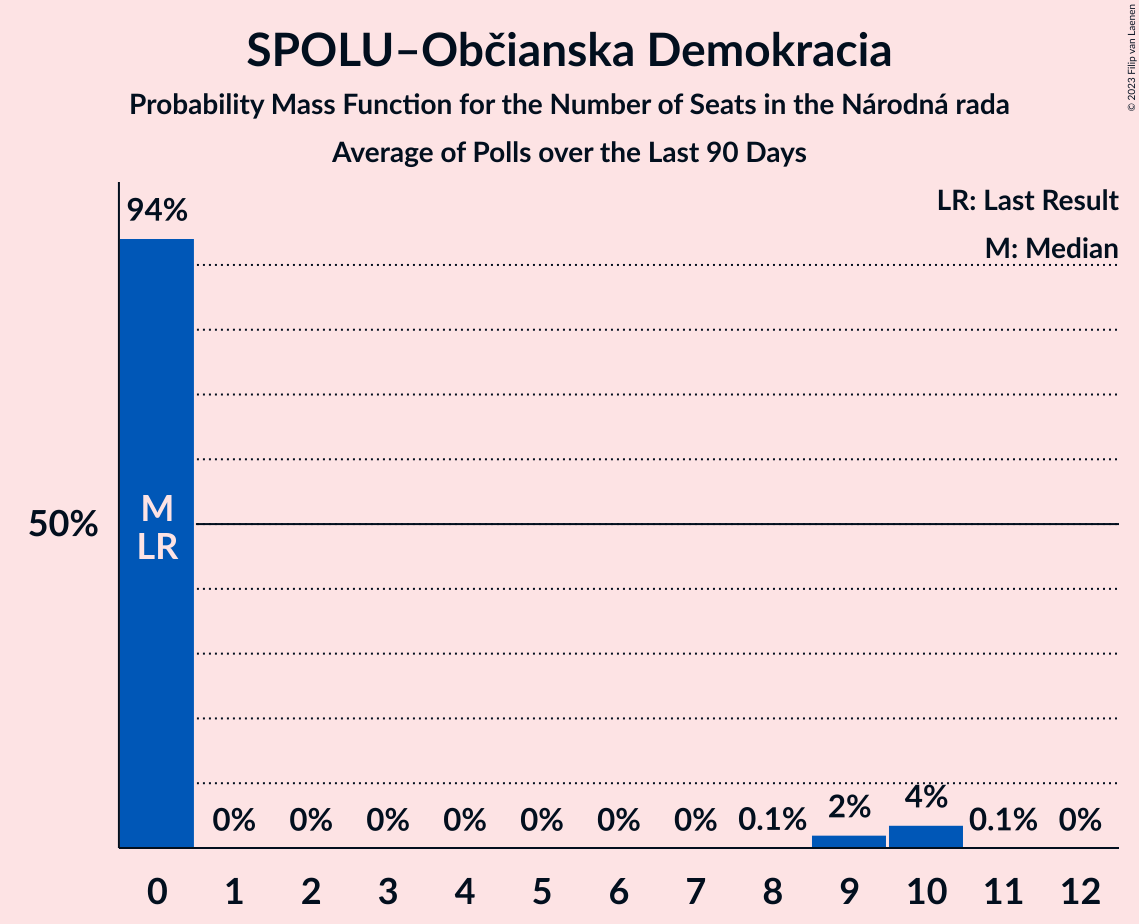 SPOLU–Občianska Demokracia
Probability Mass Function for the Number of Seats in the Národná rada
Average of Polls over the Last 90 Days
© 2023 Filip van Laenen
LR: Last Result
M: Median
94%
M
LR
50%
0% 0% 0% 0% 0% 0% 0% 0.1% 2% 4% 0.1% 0%
0 1 2 3 4 5 6 7 8 9 10 11 12